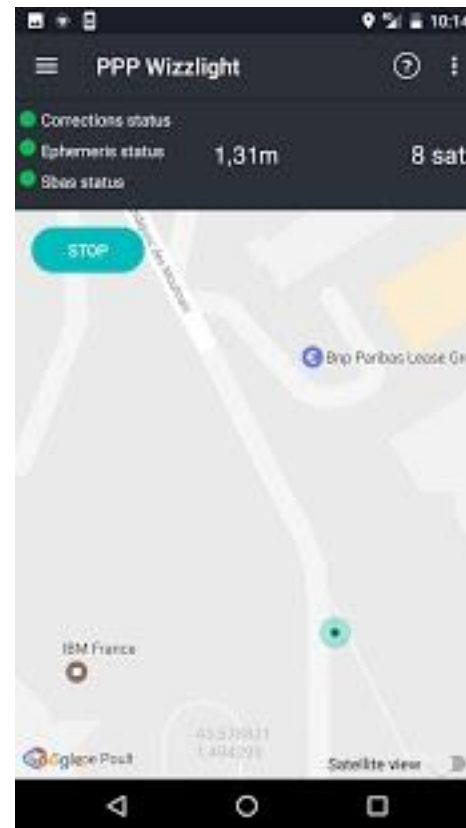 10:14
PPP Wizzlight
Corrections status
Ephemeris status
Sbas status
1,31m
8 sat
STOP
Bnp Paribas Lease Gr
IBM France
Satellite view